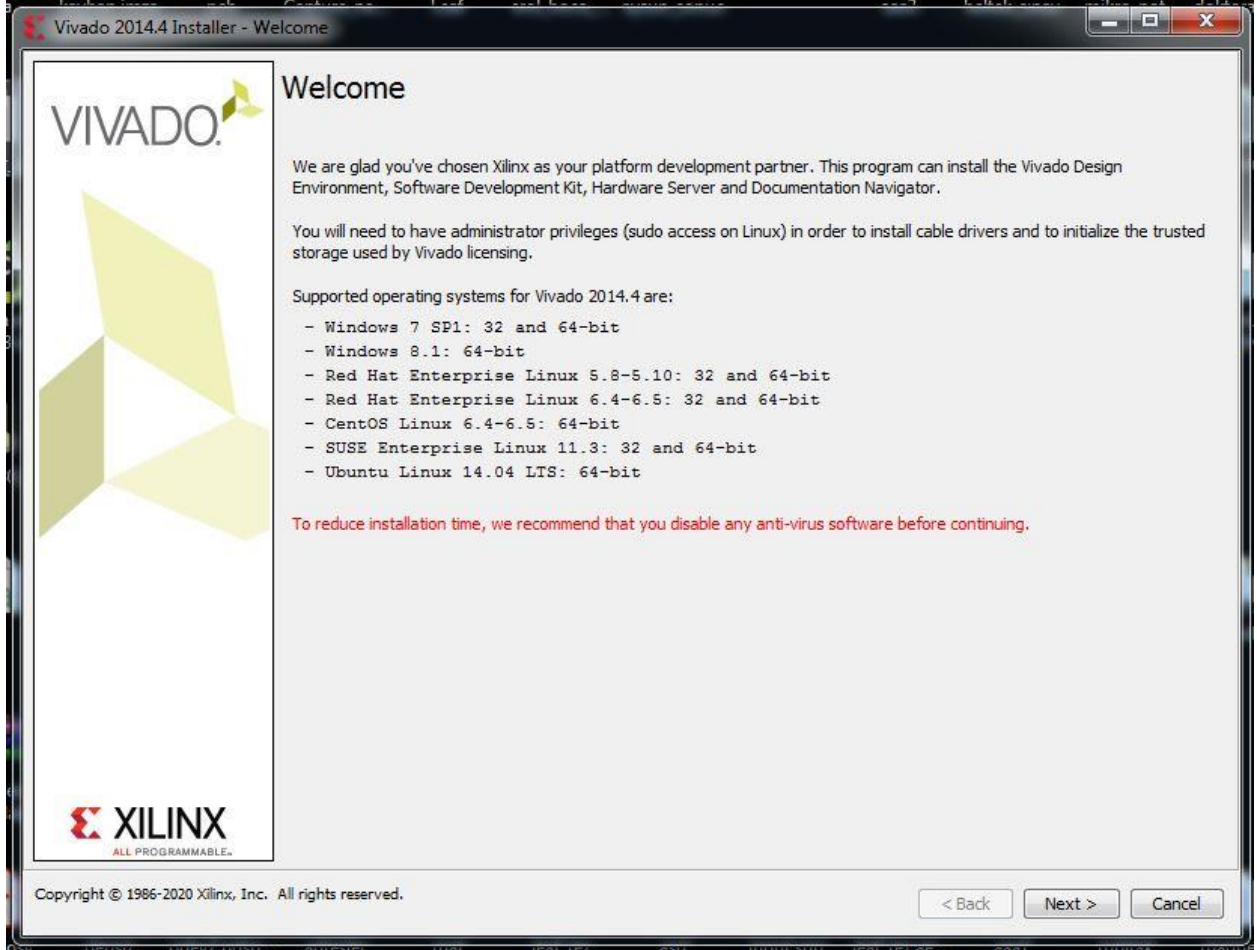 Vivado 2014.4 Installer - Welcome
VIVADO.
Welcome
We are glad you've chosen Xilinx as your platform development partner. This program can install the Vivado Design
Environment, Software Development Kit, Hardware Server and Documentation Navigator.
You will need to have administrator privileges (sudo access on Linux) in order to install cable drivers and to initialize the trusted
storage used by Vivado licensing.
Supported operating systems for Vivado 2014.4 are:
- Windows 7 SP1: 32 and 64-bit
- Windows 8.1: 64-bit
- Red Hat Enterprise Linux 5.8-5.10: 32 and 64-bit
- Red Hat Enterprise Linux 6.4-6.5: 32 and 64-bit
- CentOS Linux 6.4-6.5: 64-bit
- SUSE Enterprise Linux 11.3: 32 and 64-bit
- Ubuntu Linux 14.04 LTS: 64-bit
To reduce installation time, we recommend that you disable any anti-virus software before continuing.
XILINX
ALL PROGRAMMABLE.
Copyright © 1986-2020 Xilinx, Inc. All rights reserved.
< Back Next > Cancel